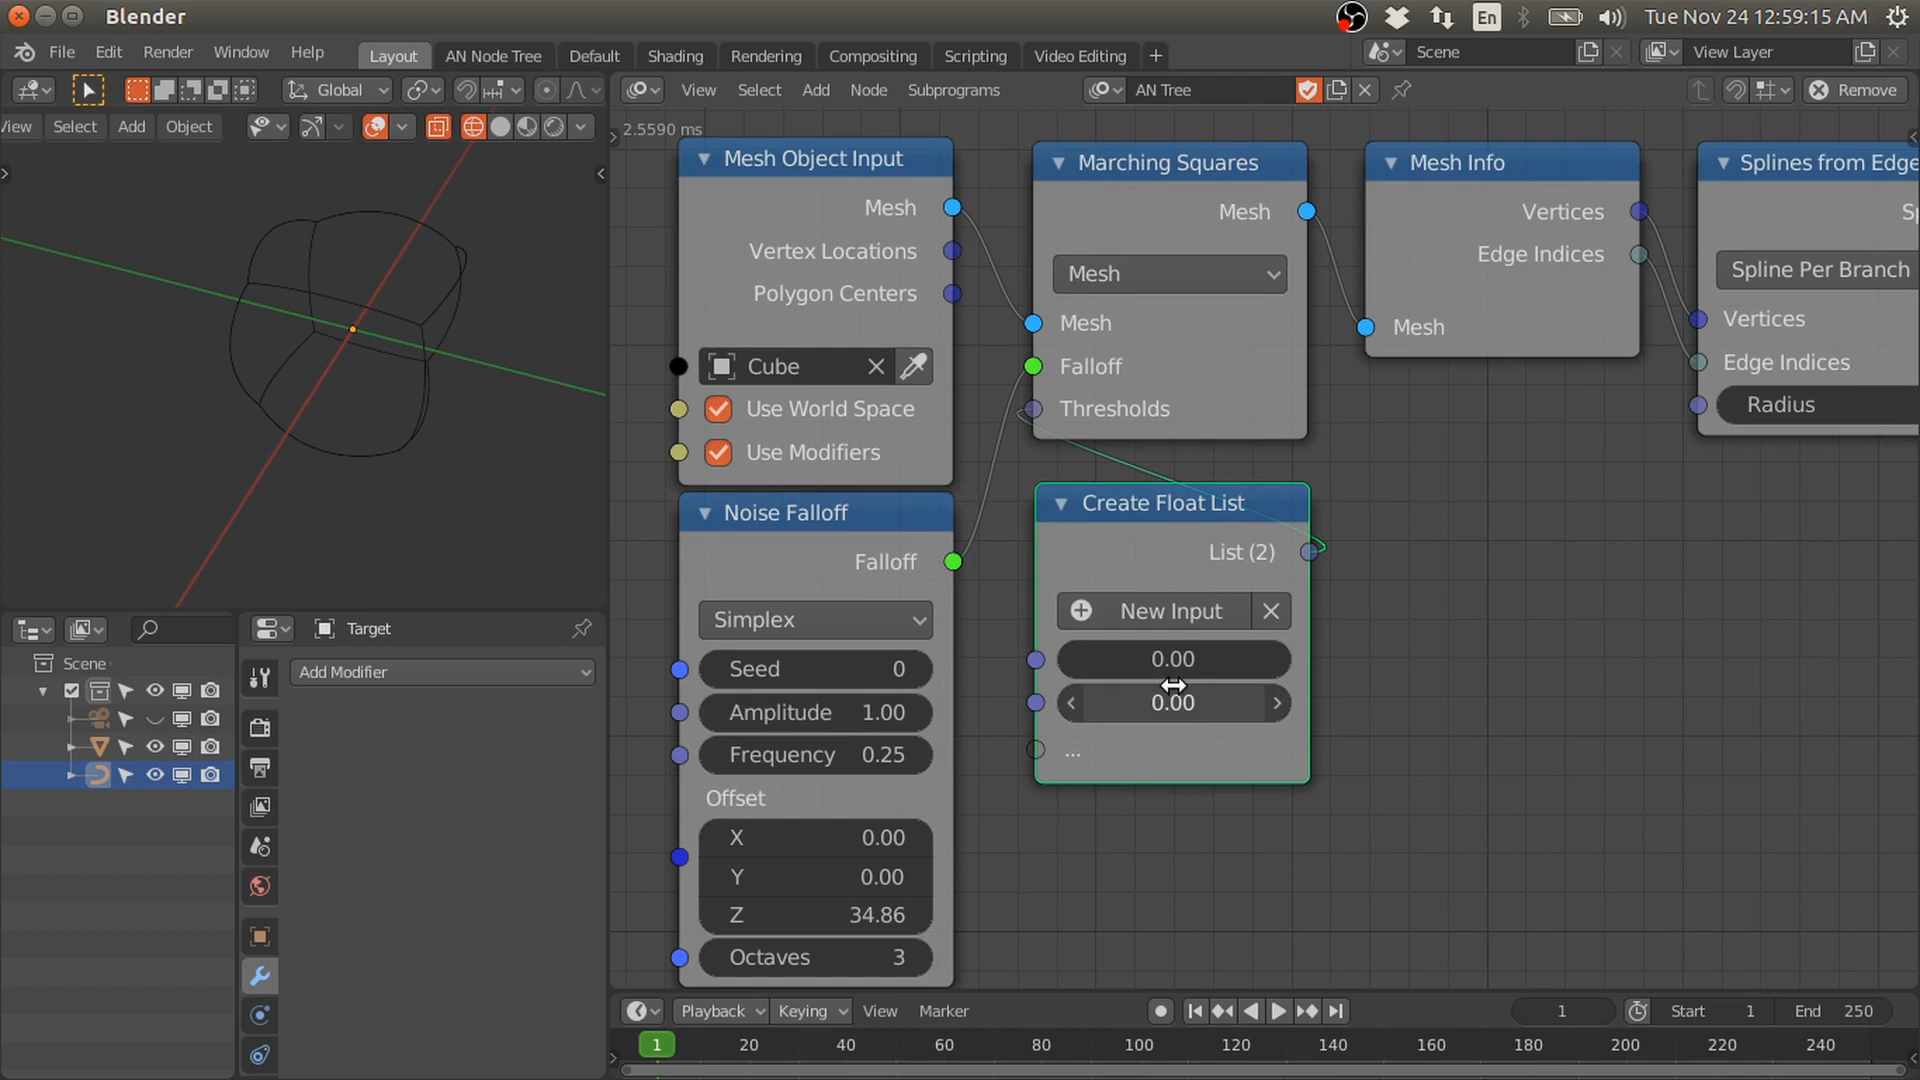 Blender
En
Tue Nov 24 12:59:15 AM
File Edit Render Window Help
Layout AN Node Tree Default Shading Rendering Compositing Scripting Video Editing +
Scene
View Layer
Global
View Select Add Node Subprograms
AN Tree
Remove
View Select Add Object
2.5590 ms
Mesh Object Input
Mesh
Vertex Locations
Polygon Centers
Cube
Use World Space
Use Modifiers
Noise Falloff
Falloff
Simplex
Seed 0
Amplitude 1.00
Frequency 0.25
Offset
X 0.00
Y 0.00
Z 34.86
Octaves 3
Marching Squares
Mesh
Mesh
Mesh
Falloff
Thresholds
Create Float List
List (2)
New Input
0.00
0.00
...
Mesh Info
Vertices
Edge Indices
Mesh
Splines from Edge
Sp
Spline Per Branch
Vertices
Edge Indices
Radius
Scene
Target
Add Modifier
Playback Keying View Marker
1
Start 1
End 250
1 20 40 60 80 100 120 140 160 180 200 220 240